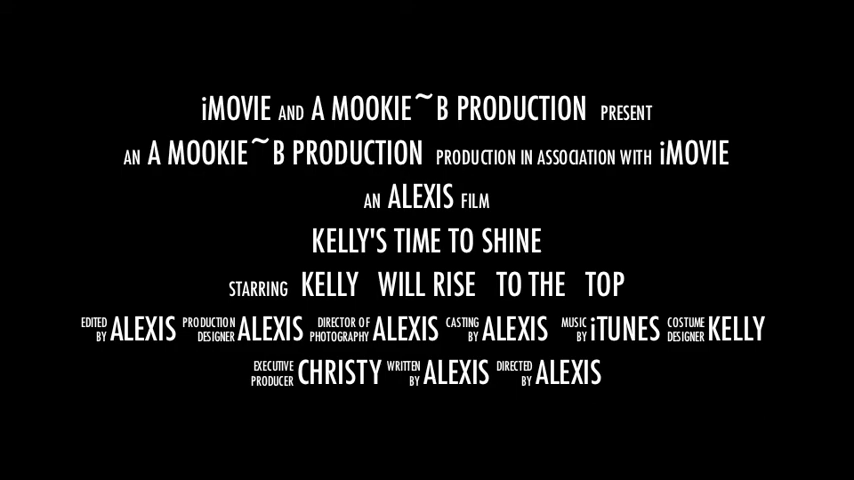 iMOVIE AND A MOOKIE~B PRODUCTION PRESENT
AN A MOOKIE~B PRODUCTION PRODUCTION IN ASSOCIATION WITH iMOVIE
AN ALEXIS FILM
KELLY'S TIME TO SHINE
STARRING KELLY WILL RISE TO THE TOP
EDITED BY ALEXIS PRODUCTION DESIGNER ALEXIS DIRECTOR OF PHOTOGRAPHY ALEXIS CASTING BY ALEXIS MUSIC BY iTUNES COSTUME DESIGNER KELLY
EXECUTIVE PRODUCER CHRISTY WRITTEN BY ALEXIS DIRECTED BY ALEXIS